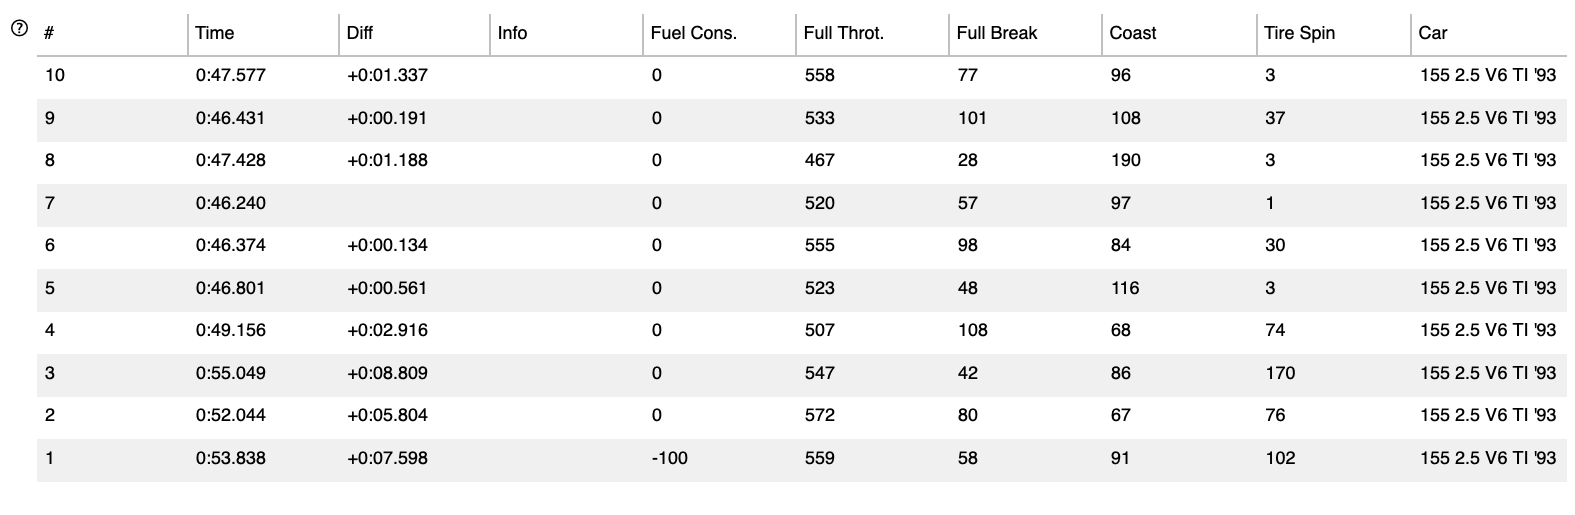 ? # Time Diff Info Fuel Cons. Full Throt. Full Break Coast Tire Spin Car
10 0:47.577 +0:01.337 0 558 77 96 3 155 2.5 V6 TI '93
9 0:46.431 +0:00.191 0 533 101 108 37 155 2.5 V6 TI '93
8 0:47.428 +0:01.188 0 467 28 190 3 155 2.5 V6 TI '93
7 0:46.240 0 520 57 97 1 155 2.5 V6 TI '93
6 0:46.374 +0:00.134 0 555 98 84 30 155 2.5 V6 TI '93
5 0:46.801 +0:00.561 0 523 48 116 3 155 2.5 V6 TI '93
4 0:49.156 +0:02.916 0 507 108 68 74 155 2.5 V6 TI '93
3 0:55.049 +0:08.809 0 547 42 86 170 155 2.5 V6 TI '93
2 0:52.044 +0:05.804 0 572 80 67 76 155 2.5 V6 TI '93
1 0:53.838 +0:07.598 -100 559 58 91 102 155 2.5 V6 TI '93